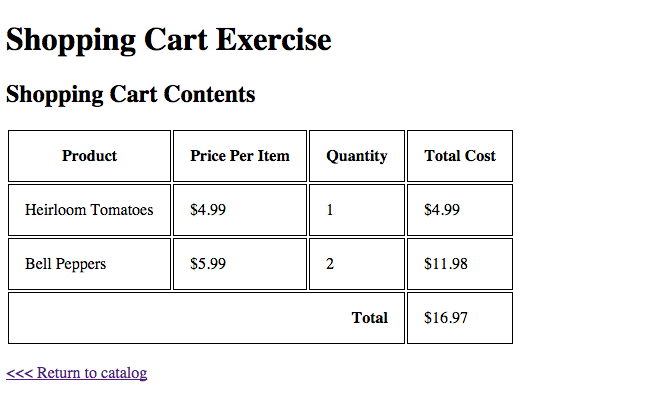 Shopping Cart Exercise
Shopping Cart Contents
Product Price Per Item Quantity Total Cost
Heirloom Tomatoes $4.99 1 $4.99
Bell Peppers $5.99 2 $11.98
Total $16.97
<<< Return to catalog